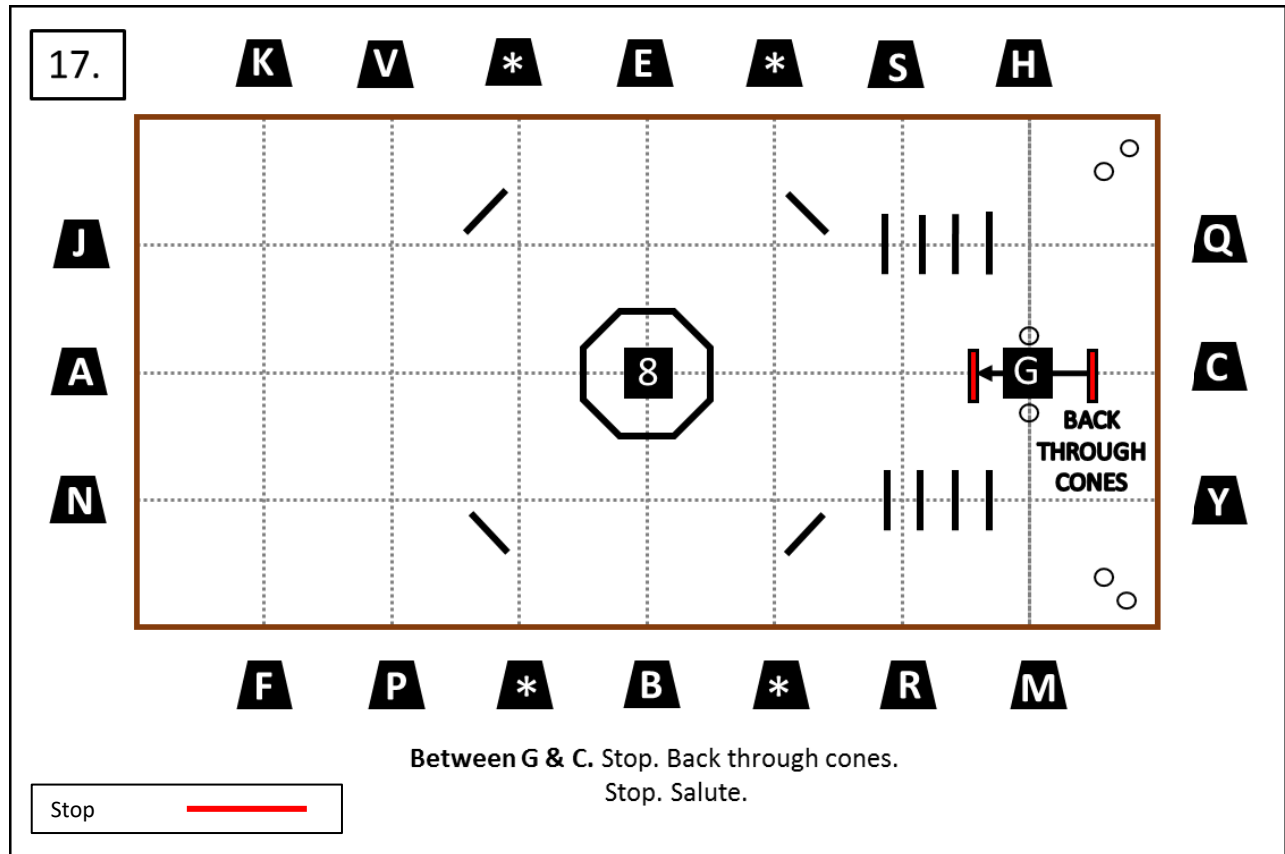 17.
K V * E * S H
J Q
A 8 G C
BACK
THROUGH
CONES
N Y
F P * B * R M
Between G & C. Stop. Back through cones.
Stop. Salute.
Stop